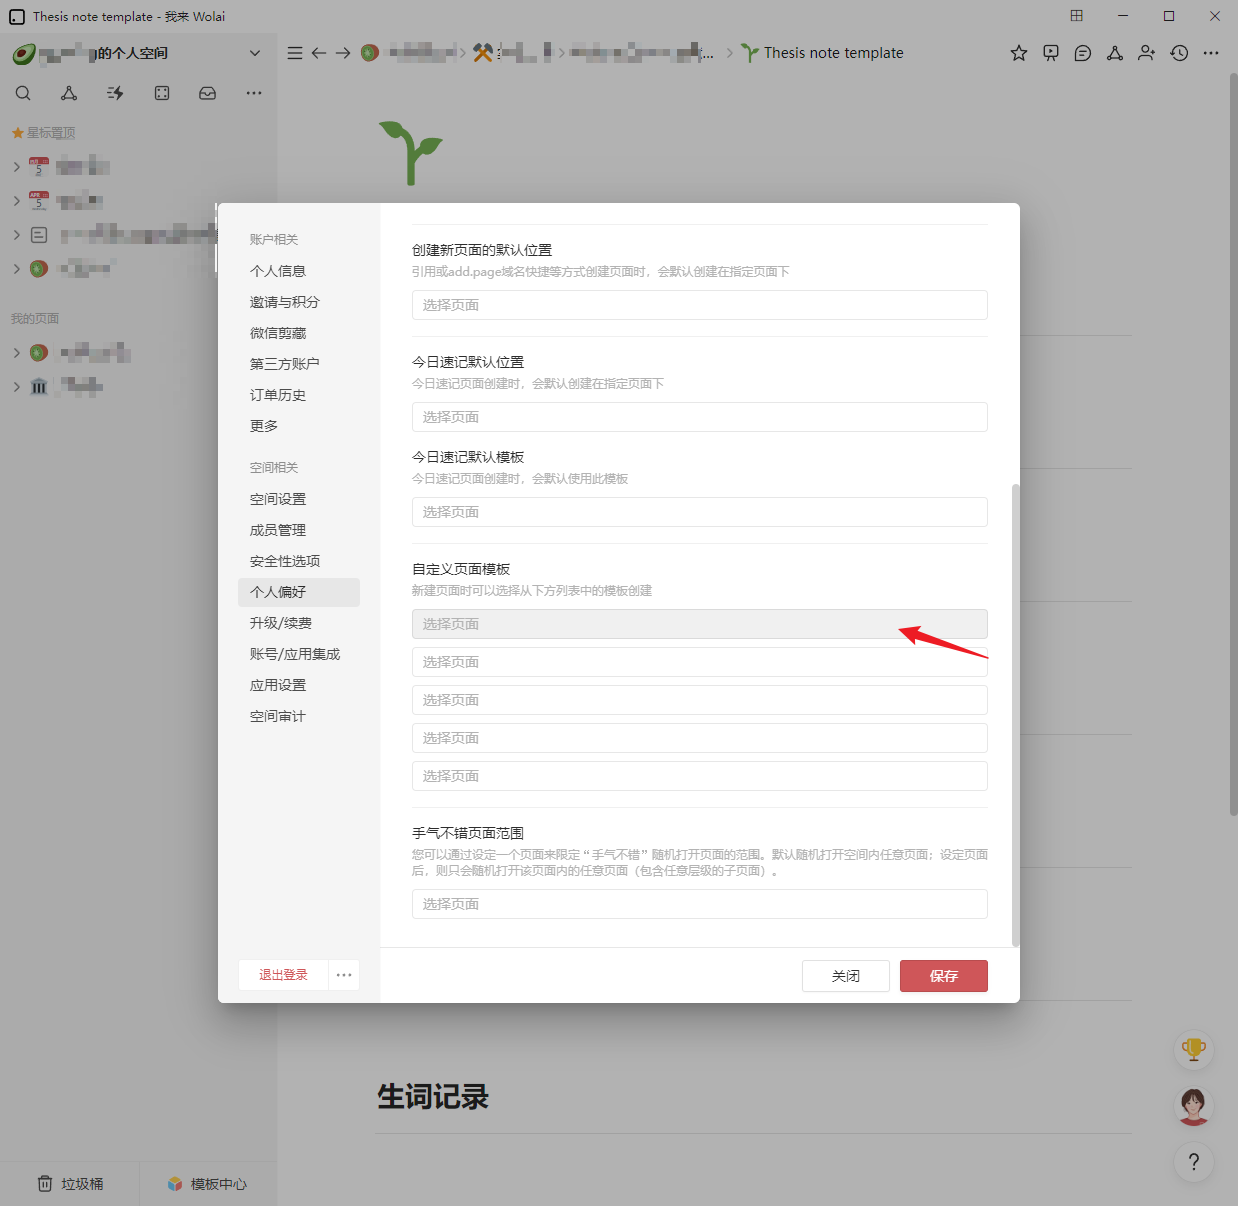 Thesis note template - 我来 Wolai
的个人空间
...
Thesis note template
星标置顶
5
APR
5
我的页面
账户相关
个人信息
邀请与积分
微信剪藏
第三方账户
订单历史
更多
空间相关
空间设置
成员管理
安全性选项
个人偏好
升级/续费
账号/应用集成
应用设置
空间审计
退出登录
创建新页面的默认位置
引用或add.page域名快捷等方式创建页面时，会默认创建在指定页面下
选择页面
今日速记默认位置
今日速记页面创建时，会默认创建在指定页面下
选择页面
今日速记默认模板
今日速记页面创建时，会默认使用此模板
选择页面
自定义页面模板
新建页面时可以选择从下方列表中的模板创建
选择页面
选择页面
选择页面
选择页面
选择页面
手气不错页面范围
您可以通过设定一个页面来限定“手气不错”随机打开页面的范围。默认随机打开空间内任意页面；设定页面
后，则只会随机打开该页面内的任意页面（包含任意层级的子页面）。
选择页面
关闭
保存
生词记录
垃圾桶
模板中心
?